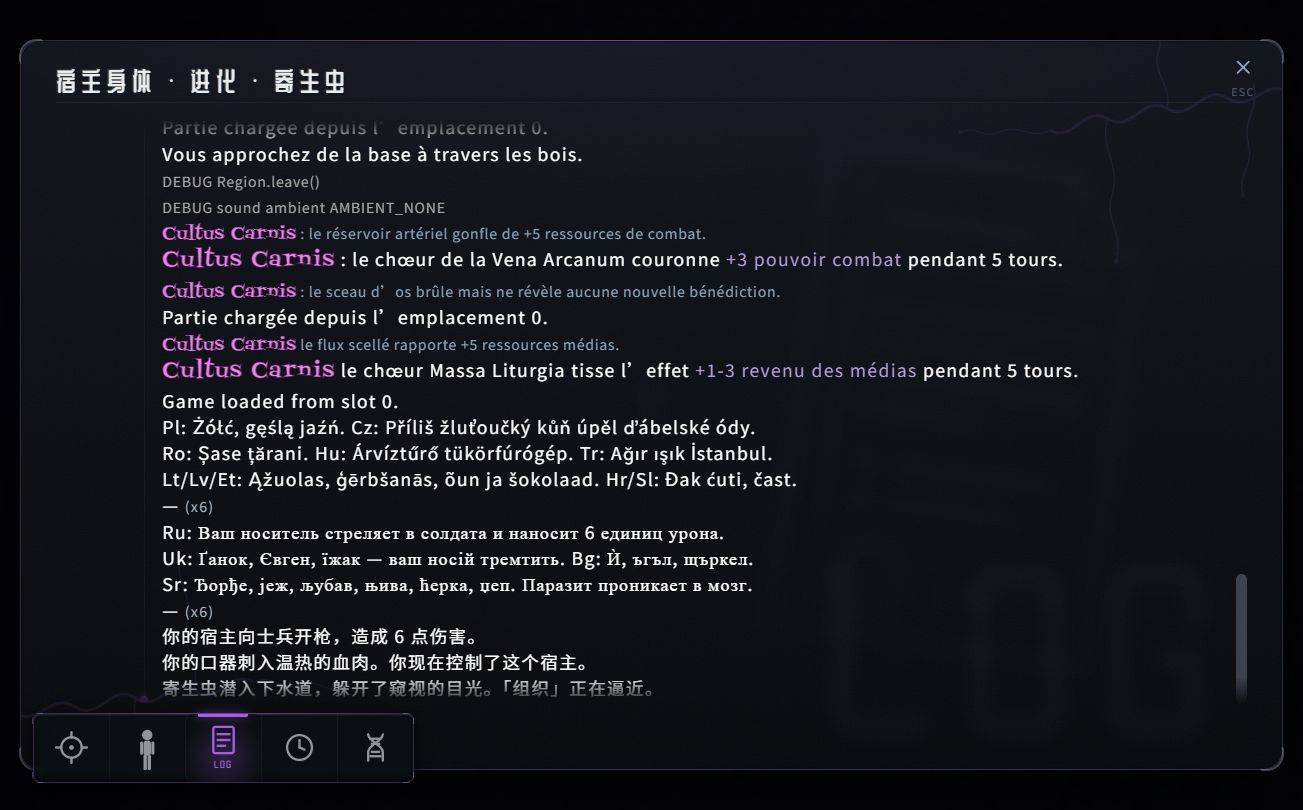 宿主身体 · 进化 · 寄生虫
ESC
Partie chargée depuis l’emplacement 0.
Vous approchez de la base à travers les bois.
DEBUG Region.leave()
DEBUG sound ambient AMBIENT_NONE
Cultus Carnis : le réservoir artériel gonfle de +5 ressources de combat.
Cultus Carnis : le chœur de la Vena Arcanum couronne +3 pouvoir combat pendant 5 tours.
Cultus Carnis : le sceau d’os brûle mais ne révèle aucune nouvelle bénédiction.
Partie chargée depuis l’emplacement 0.
Cultus Carnis le flux scellé rapporte +5 ressources médias.
Cultus Carnis le chœur Massa Liturgia tisse l’effet +1-3 revenu des médias pendant 5 tours.
Game loaded from slot 0.
Pl: Żółć, gęślą jaźń. Cz: Příliš žluťoučký kůň úpěl ďábelské ódy.
Ro: Șase țărani. Hu: Árvíztűrő tükörfúrógép. Tr: Ağır ışık İstanbul.
Lt/Lv/Et: Ąžuolas, ģērbšanās, õun ja šokolaad. Hr/Sl: Đak ćuti, čast.
— (x6)
Ru: Ваш носитель стреляет в солдата и наносит 6 единиц урона.
Uk: Ґанок, Євген, їжак — ваш носій тремтить. Bg: Ѝ, ъгъл, щъркел.
Sr: Ђорђе, јеж, љубав, њива, ћерка, џеп. Паразит проникает в мозг.
— (x6)
你的宿主向士兵开枪，造成 6 点伤害。
你的口器刺入温热的血肉。你现在控制了这个宿主。
寄生虫潜入下水道，躲开了窥视的目光。「组织」正在逼近。
LOG
LOG